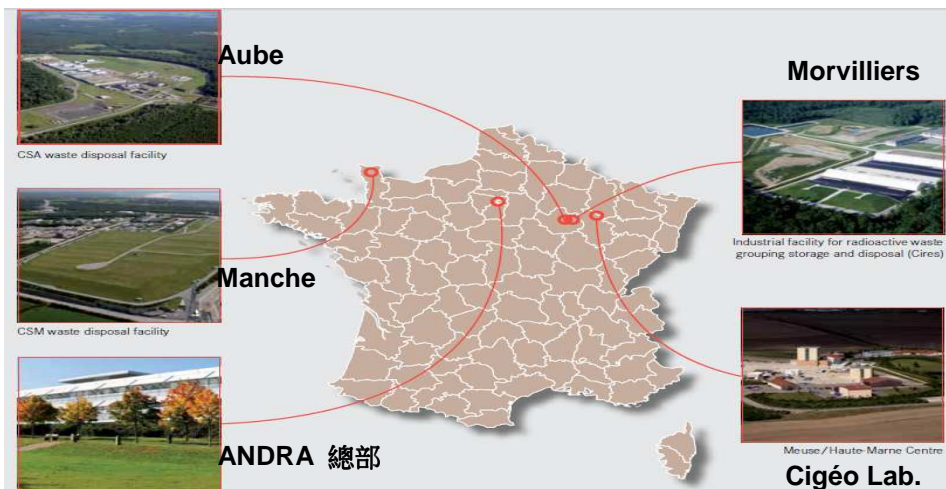 Aube
CSA waste disposal facility
Manche
CSM waste disposal facility
ANDRA 總部
Morvilliers
Industrial facility for radioactive waste
grouping storage and disposal (Cires)
Meuse/Haute-Marne Centre
Cigéo Lab.